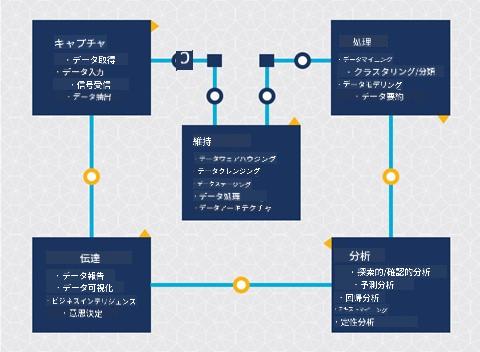 キャプチャ
・データ取得
・データ入力
・信号受信
・データ抽出
処理
・データマイニング
・クラスタリング/分類
・データモデリング
・データ要約
維持
・データウェアハウジング
・データクレンジング
・データステージング
・データ処理
・データアーキテクチャ
伝達
・データ報告
・データ可視化
・ビジネスインテリジェンス
・意思決定
分析
・探索的/確認的分析
・予測分析
・回帰分析
・テキストマイニング
・定性分析